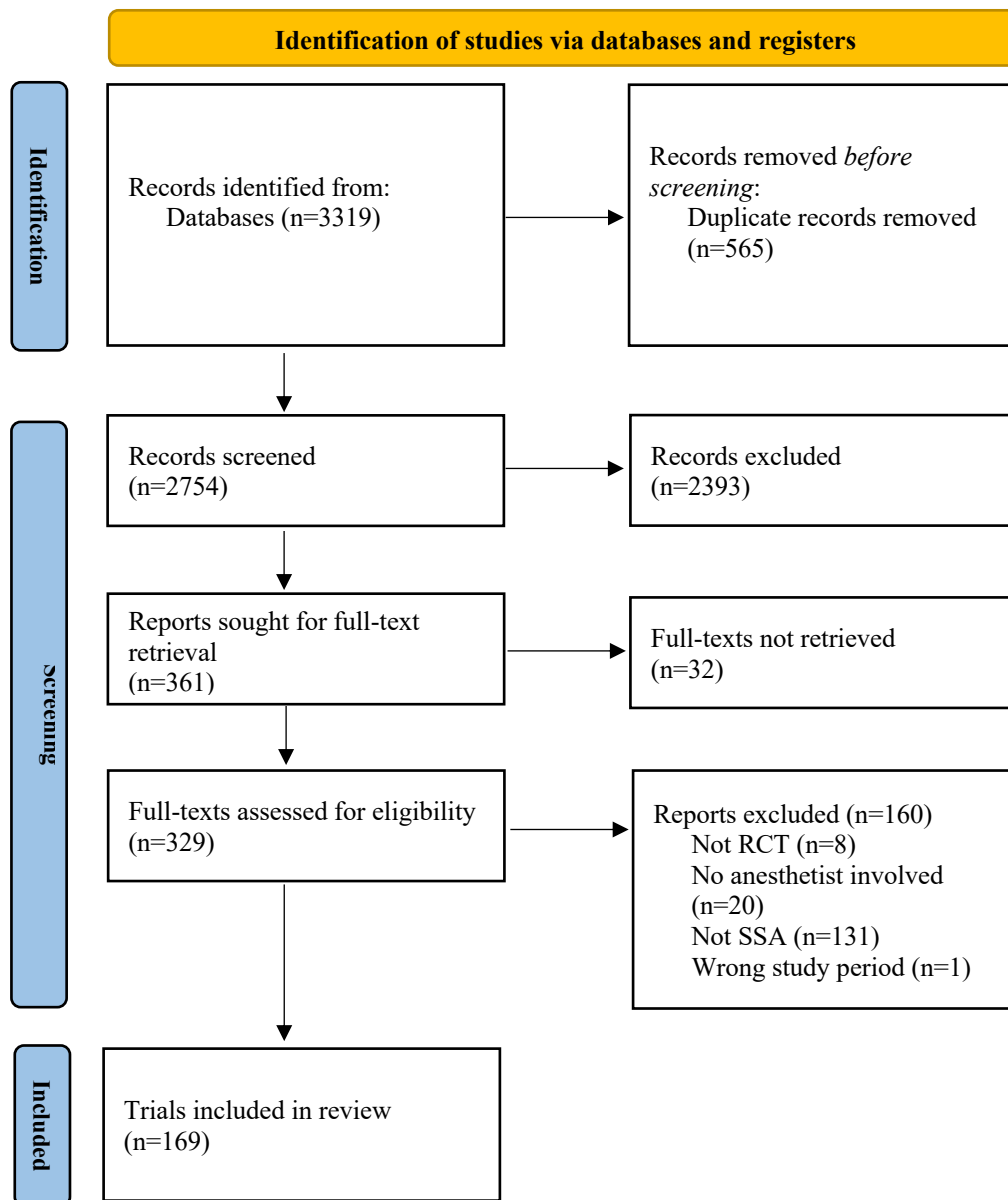 Identification of studies via databases and registers
Identification
Records identified from:
Databases (n=3319)
Records removed before
screening:
Duplicate records removed
(n=565)
Screening
Records screened
(n=2754)
Records excluded
(n=2393)
Reports sought for full-text
retrieval
(n=361)
Full-texts not retrieved
(n=32)
Full-texts assessed for eligibility
(n=329)
Reports excluded (n=160)
Not RCT (n=8)
No anesthetist involved
(n=20)
Not SSA (n=131)
Wrong study period (n=1)
Included
Trials included in review
(n=169)